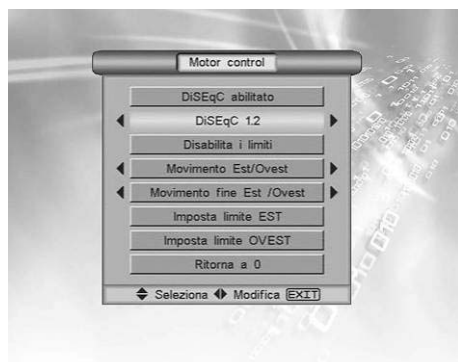 Motor control
DiSEqC abilitato
DiSEqC 1.2
Disabilita i limiti
Movimento Est/Ovest
Movimento fine Est /Ovest
Imposta limite EST
Imposta limite OVEST
Ritorna a 0
Seleziona Modifica EXIT